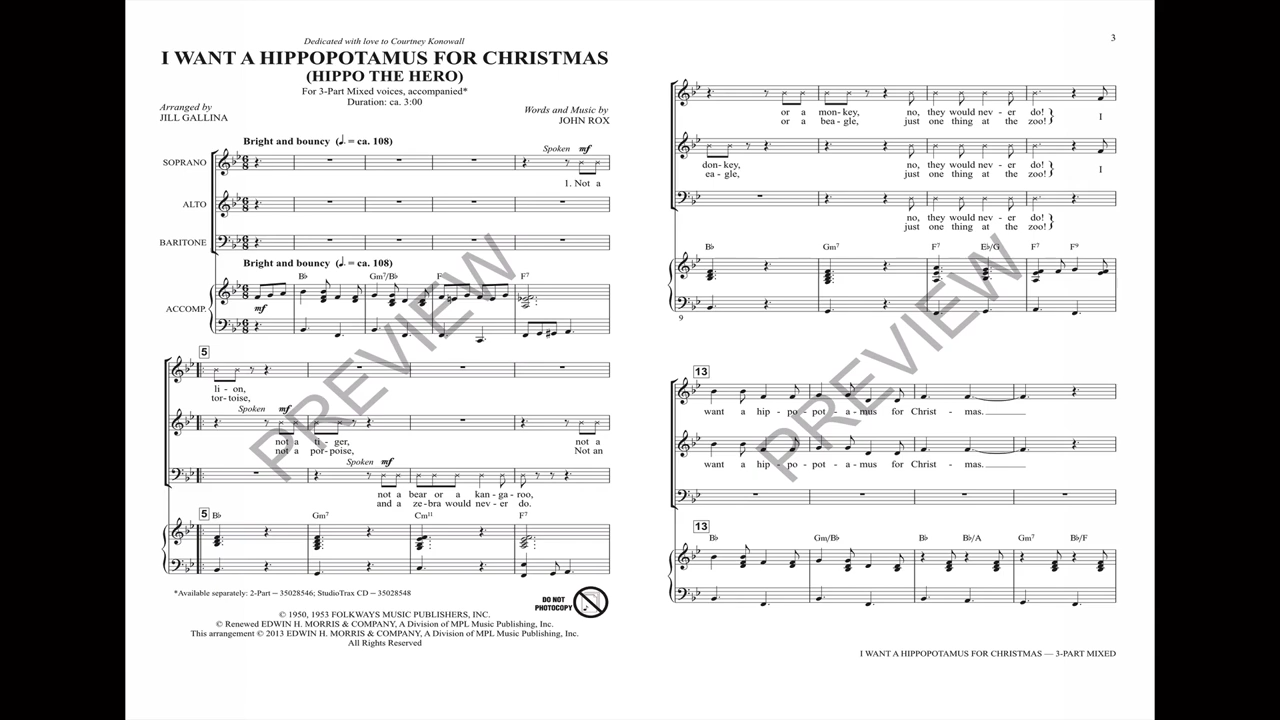 Dedicated with love to Courtney Konowall
I WANT A HIPPOPOTAMUS FOR CHRISTMAS
(HIPPO THE HERO)
For 3-Part Mixed voices, accompanied*
Duration: ca. 3:00
Arranged by
JILL GALLINA
Words and Music by
JOHN ROX
Bright and bouncy (♩. = ca. 108)
Spoken mf
SOPRANO
1. Not a
ALTO
BARITONE
Bright and bouncy (♩. = ca. 108)
B♭ Gm7/B♭ F F7
ACCOMP.
mf
5
li - on,
tor - toise,
Spoken mf
not a ti - ger, not a
not a por - poise, Not an
Spoken mf
not a bear or a kan - ga - roo,
and a ze - bra would nev - er do.
5
B♭ Gm7 Cm11 F7
*Available separately: 2-Part – 35028546; StudioTrax CD – 35028548
DO NOT
PHOTOCOPY
© 1950, 1953 FOLKWAYS MUSIC PUBLISHERS, INC.
© Renewed EDWIN H. MORRIS & COMPANY, A Division of MPL Music Publishing, Inc.
This arrangement © 2013 EDWIN H. MORRIS & COMPANY, A Division of MPL Music Publishing, Inc.
All Rights Reserved
PREVIEW
3
or a mon - key, no, they would nev - er do! I
or a bea - gle, just one thing at the zoo!
don - key, no, they would nev - er do! I
ea - gle, just one thing at the zoo!
no, they would nev - er do!
just one thing at the zoo!
B♭ Gm7 F7 E♭/G F7 F9
9
13
want a hip - po - pot - a - mus for Christ - mas.
want a hip - po - pot - a - mus for Christ - mas.
13
B♭ Gm/B♭ B♭ B♭/A Gm7 B♭/F
PREVIEW
I WANT A HIPPOPOTAMUS FOR CHRISTMAS — 3-PART MIXED